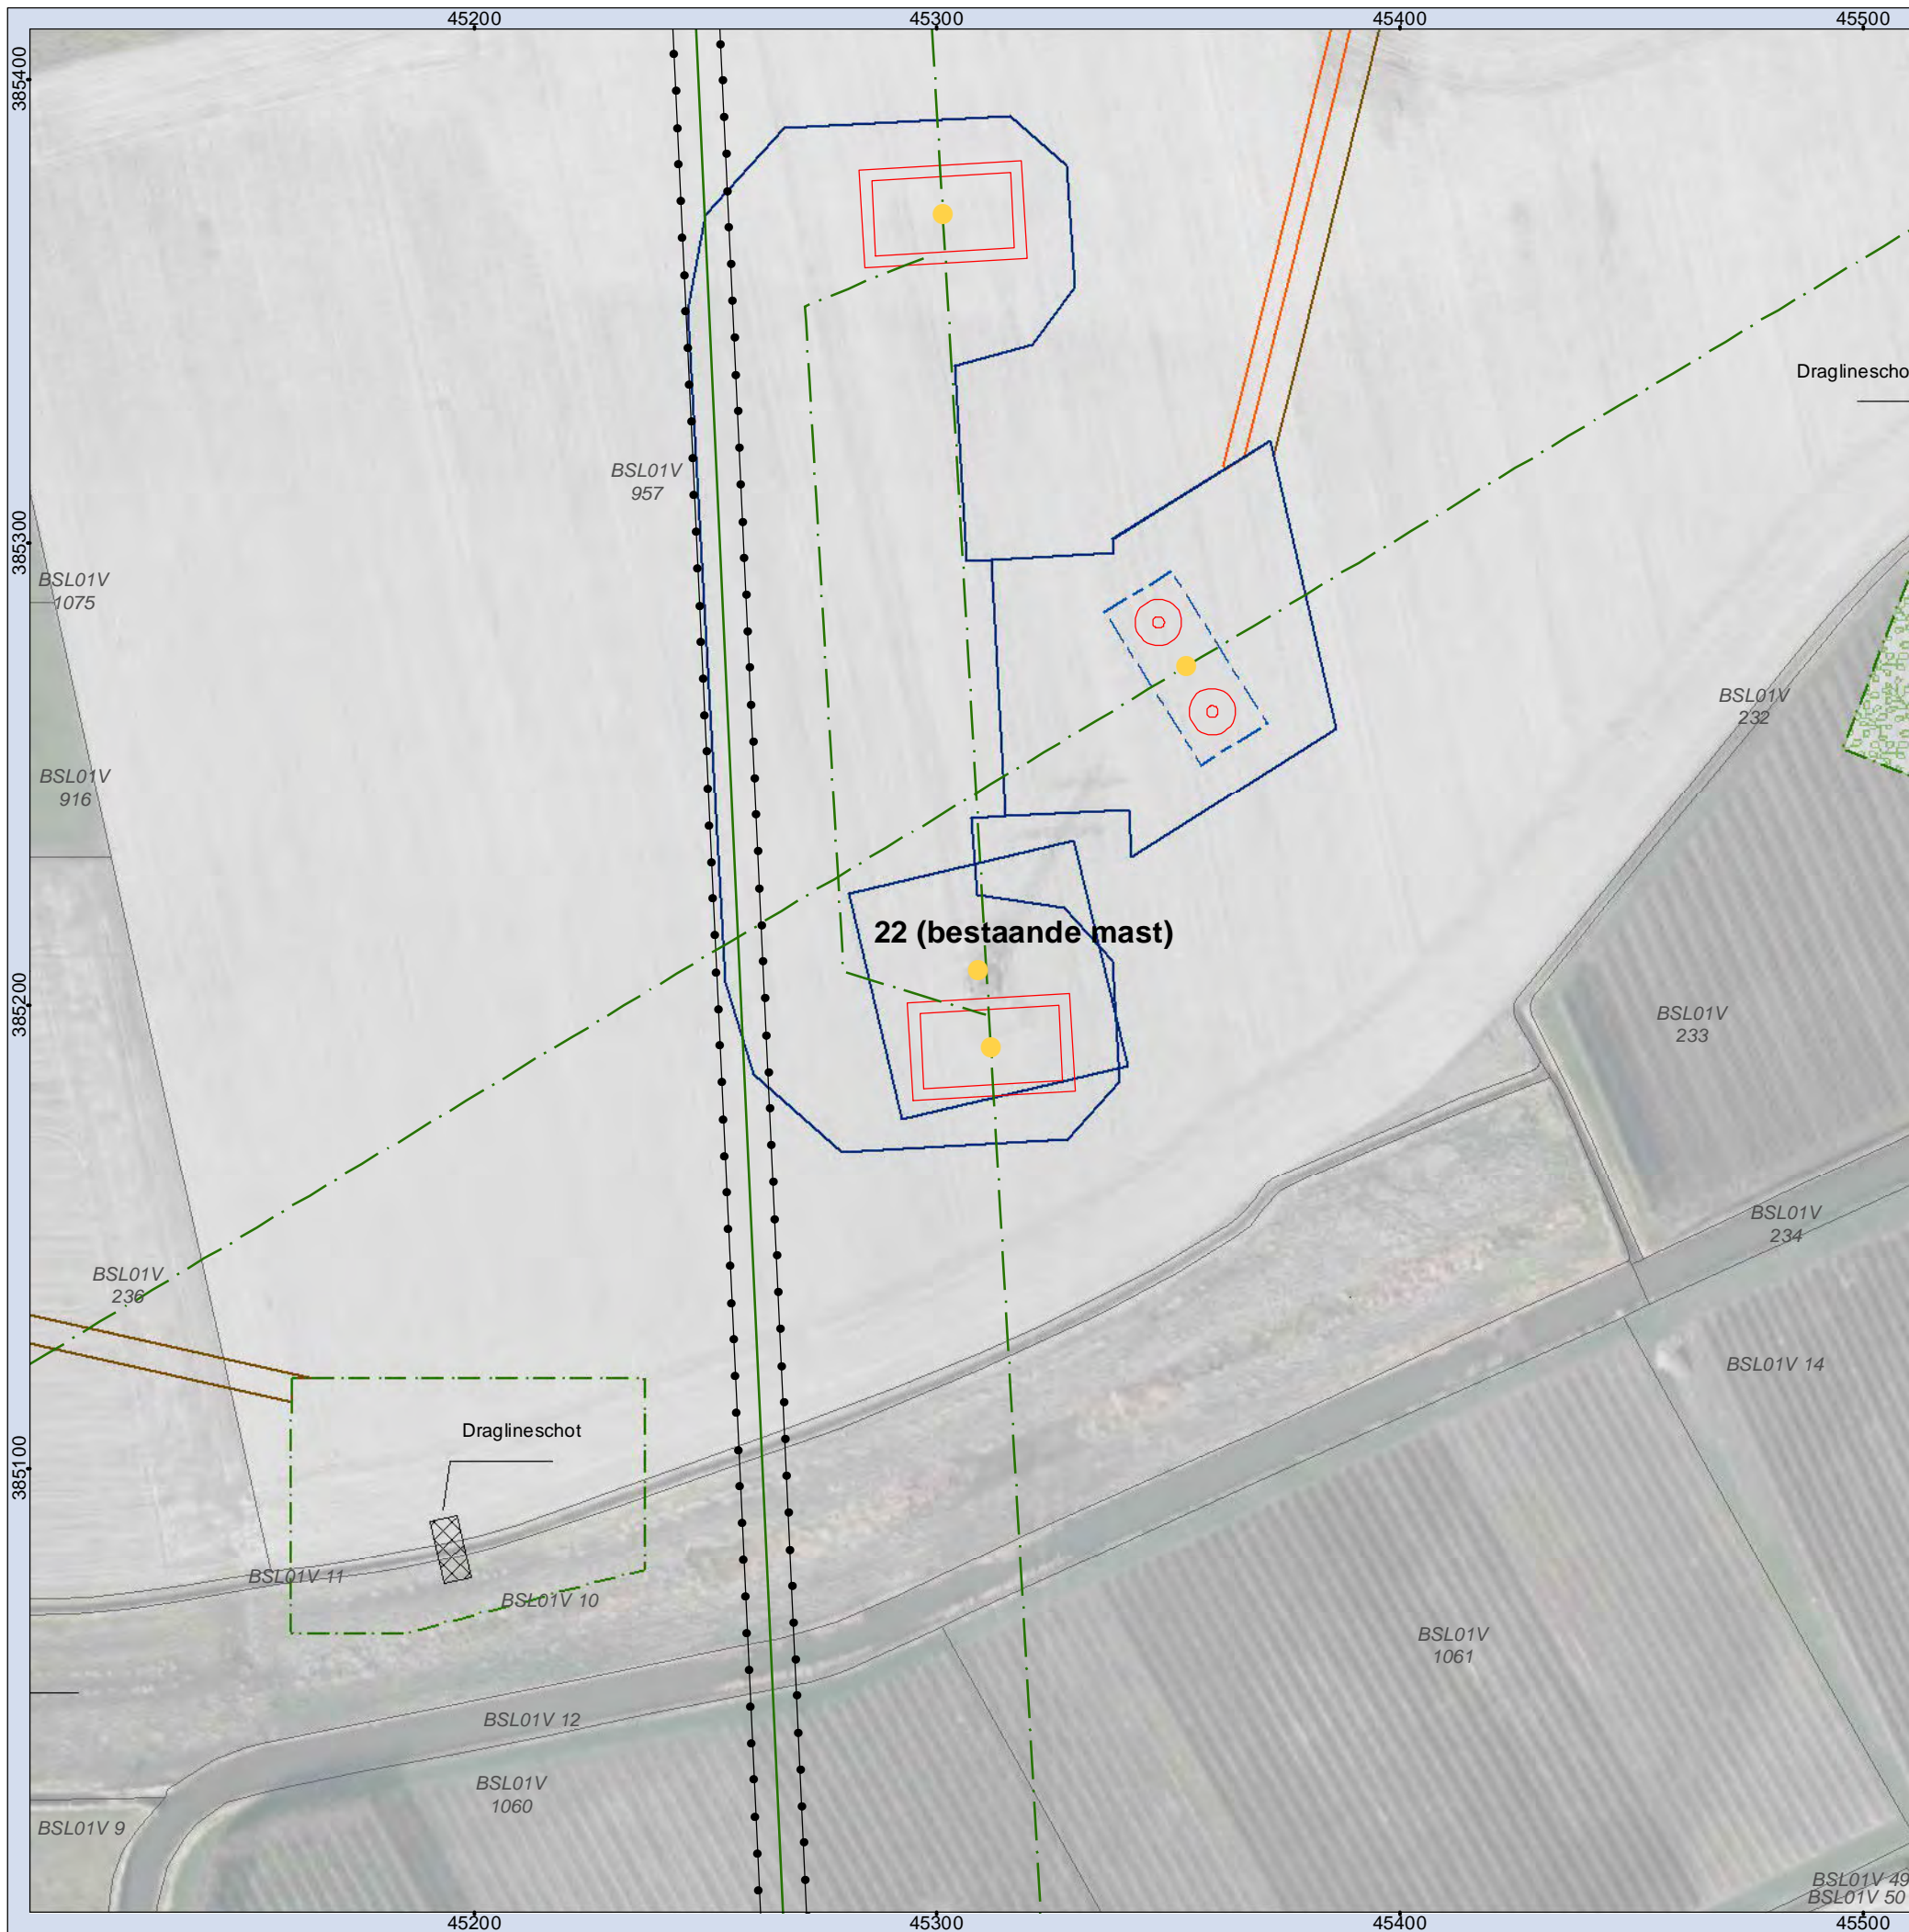 45200
45300
45400
45500
385400
Draglinescho
BSL01V
957
385300
BSL01V
1075
BSL01V
232
BSL01V
916
22 (bestaande mast)
385200
BSL01V
233
BSL01V
234
BSL01V
236
BSL01V 14
Draglineschot
385100
BSL01V 11
BSL01V 10
BSL01V
1061
BSL01V 12
BSL01V
1060
BSL01V 9
BSL01V 49
BSL01V 50
45200
45300
45400
45500